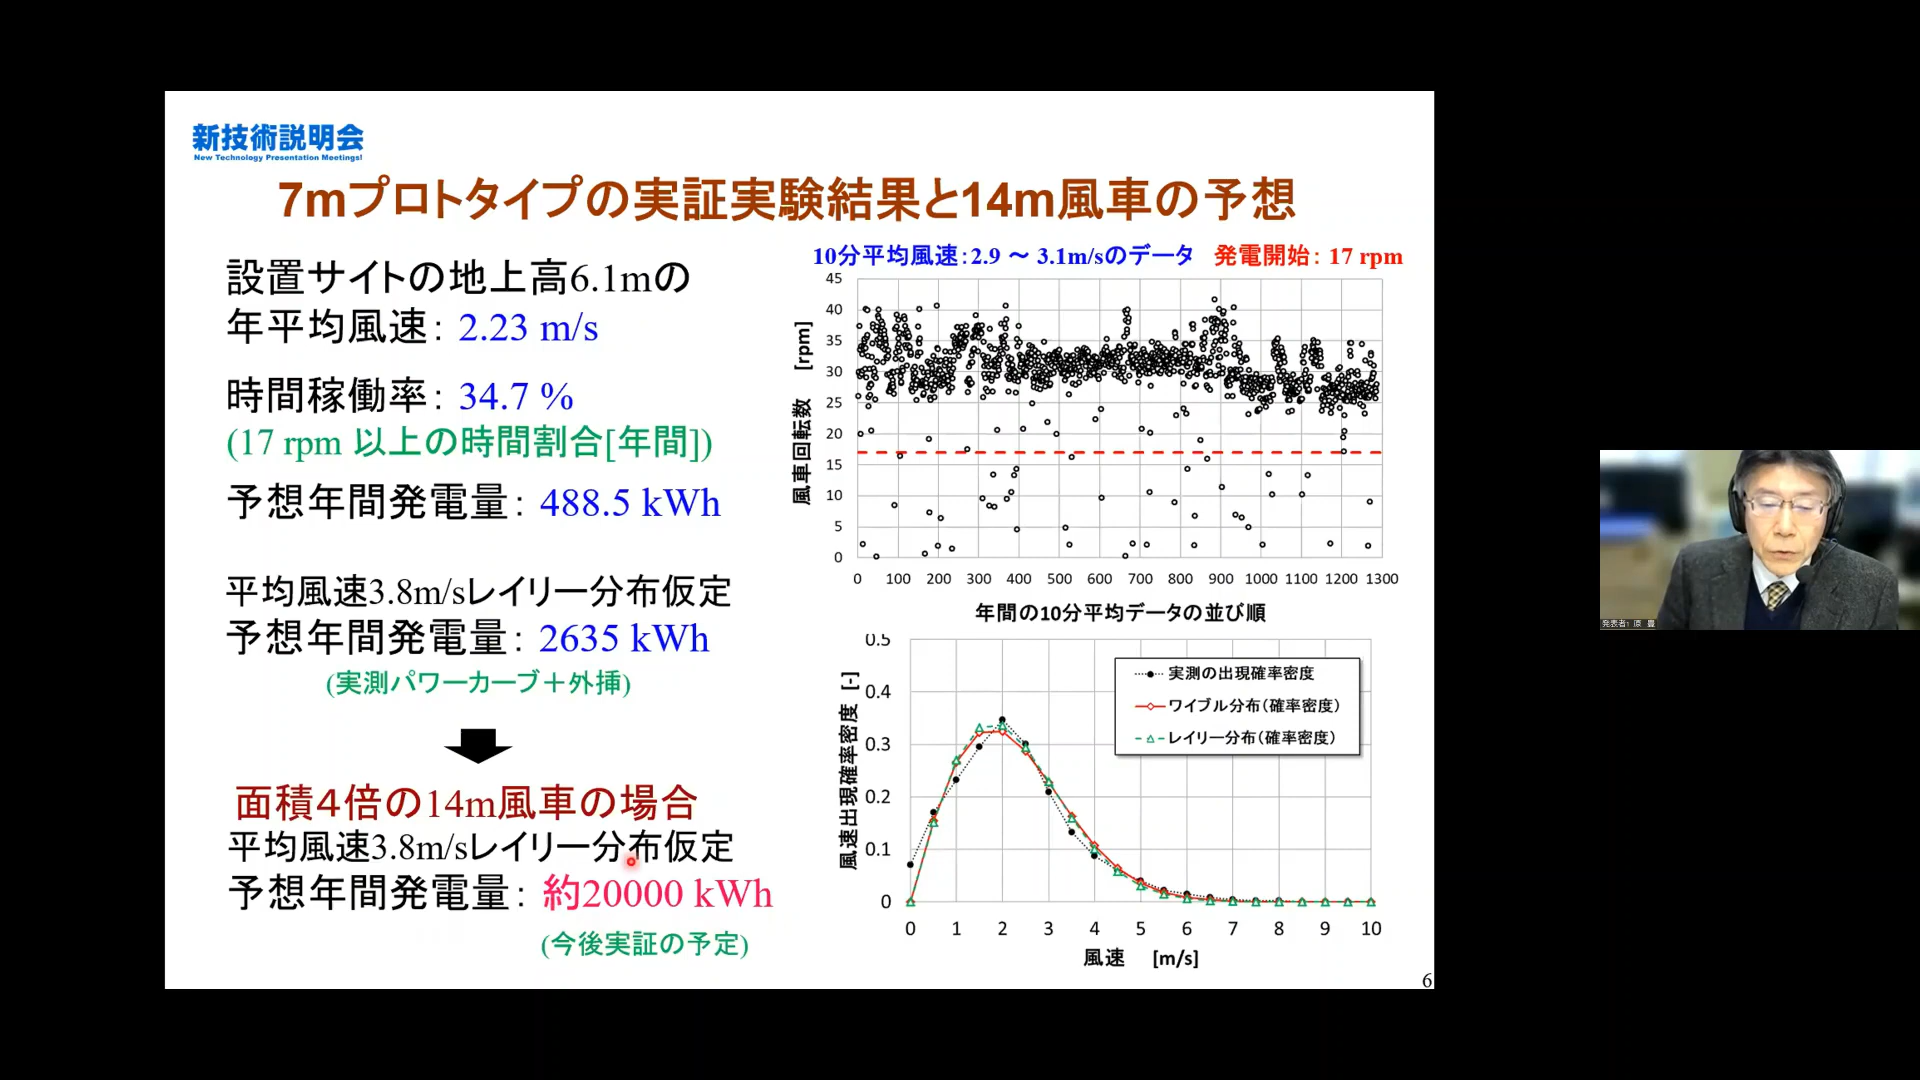 新技術説明会
New Technology Presentation Meetings!
7mプロトタイプの実証実験結果と14m風車の予想
設置サイトの地上高6.1mの
年平均風速： 2.23 m/s
時間稼働率： 34.7 %
(17 rpm 以上の時間割合[年間])
予想年間発電量： 488.5 kWh
平均風速3.8m/sレイリー分布仮定
予想年間発電量： 2635 kWh
(実測パワーカーブ＋外挿)
面積４倍の14m風車の場合
平均風速3.8m/sレイリー分布仮定
予想年間発電量： 約20000 kWh
(今後実証の予定)
10分平均風速：2.9 ～ 3.1m/sのデータ 発電開始： 17 rpm
45
40
35
30
25
20
15
10
5
0
風車回転数 [rpm]
0 100 200 300 400 500 600 700 800 900 1000 1100 1200 1300
年間の10分平均データの並び順
0.5
0.4
0.3
0.2
0.1
0
風速出現確率密度 [-]
実測の出現確率密度
ワイブル分布（確率密度）
レイリー分布（確率密度）
0 1 2 3 4 5 6 7 8 9 10
風速 [m/s]
6
発表者1 原 豊